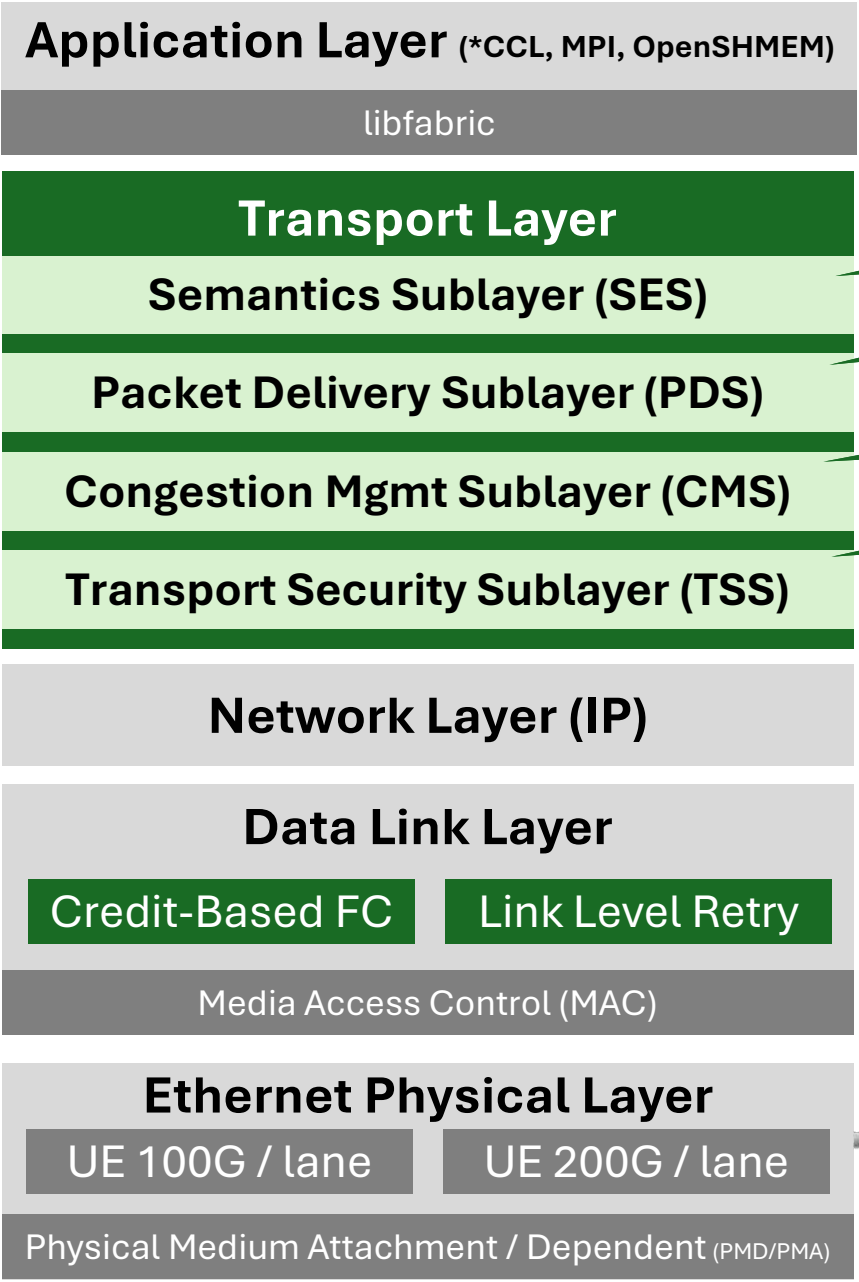 Application Layer (*CCL, MPI, OpenSHMEM)
libfabric
Transport Layer
Semantics Sublayer (SES)
Packet Delivery Sublayer (PDS)
Congestion Mgmt Sublayer (CMS)
Transport Security Sublayer (TSS)
Network Layer (IP)
Data Link Layer
Credit-Based FC
Link Level Retry
Media Access Control (MAC)
Ethernet Physical Layer
UE 100G / lane
UE 200G / lane
Physical Medium Attachment / Dependent (PMD/PMA)